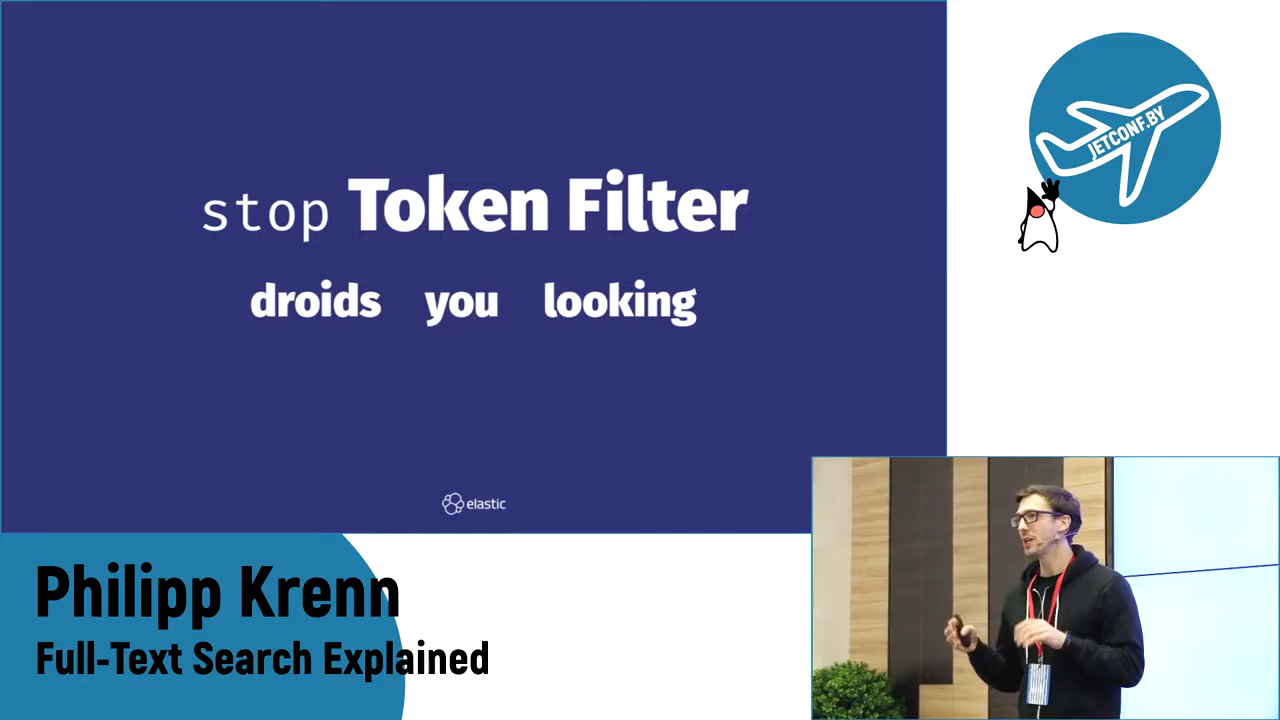 stop Token Filter
droids you looking
elastic
JETCONF.BY
Philipp Krenn
Full-Text Search Explained